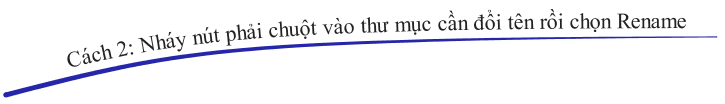 Cách 2: Nháy nút phải chuột vào thư mục cần đổi tên rồi chọn Rename